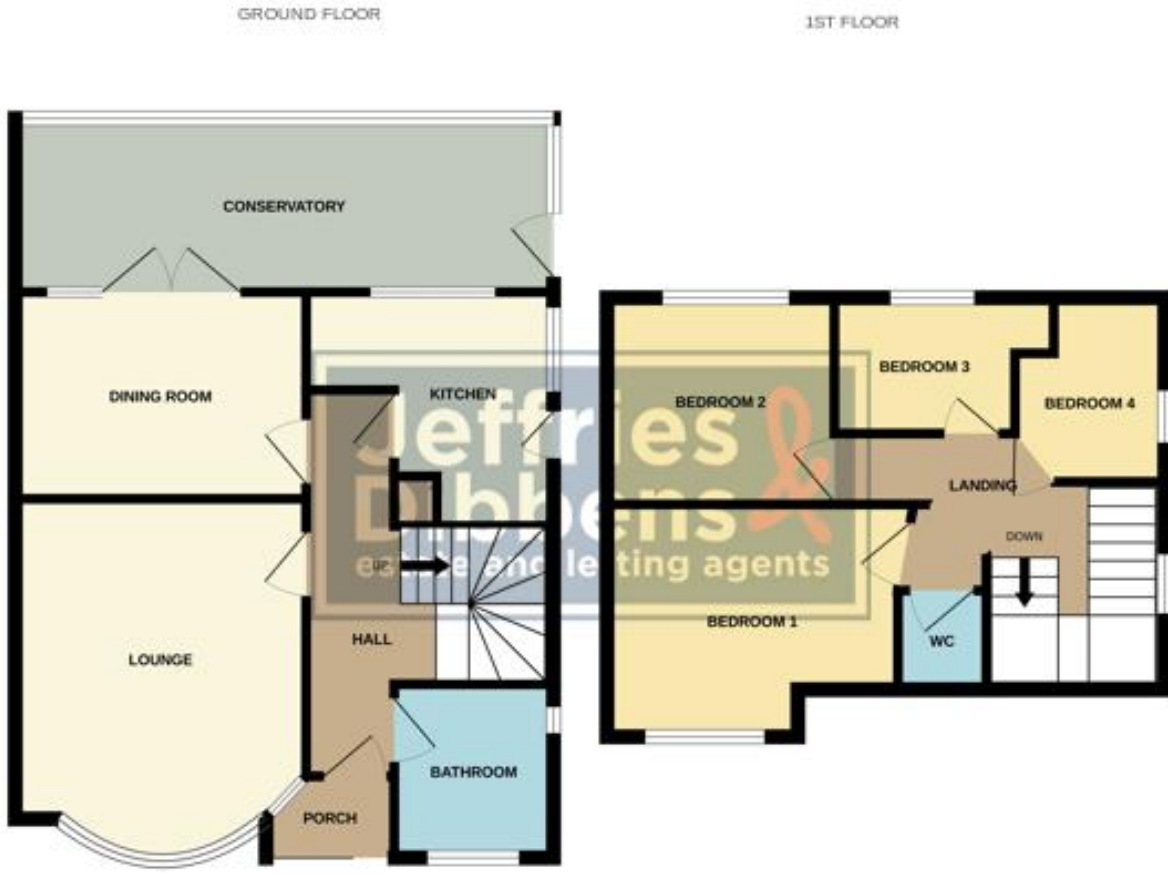 GROUND FLOOR
1ST FLOOR
CONSERVATORY
DINING ROOM
KITCHEN
UP
HALL
LOUNGE
BATHROOM
PORCH
BEDROOM 2
BEDROOM 3
BEDROOM 4
LANDING
DOWN
BEDROOM 1
WC
Jeffries &
Dibbens
estate and letting agents